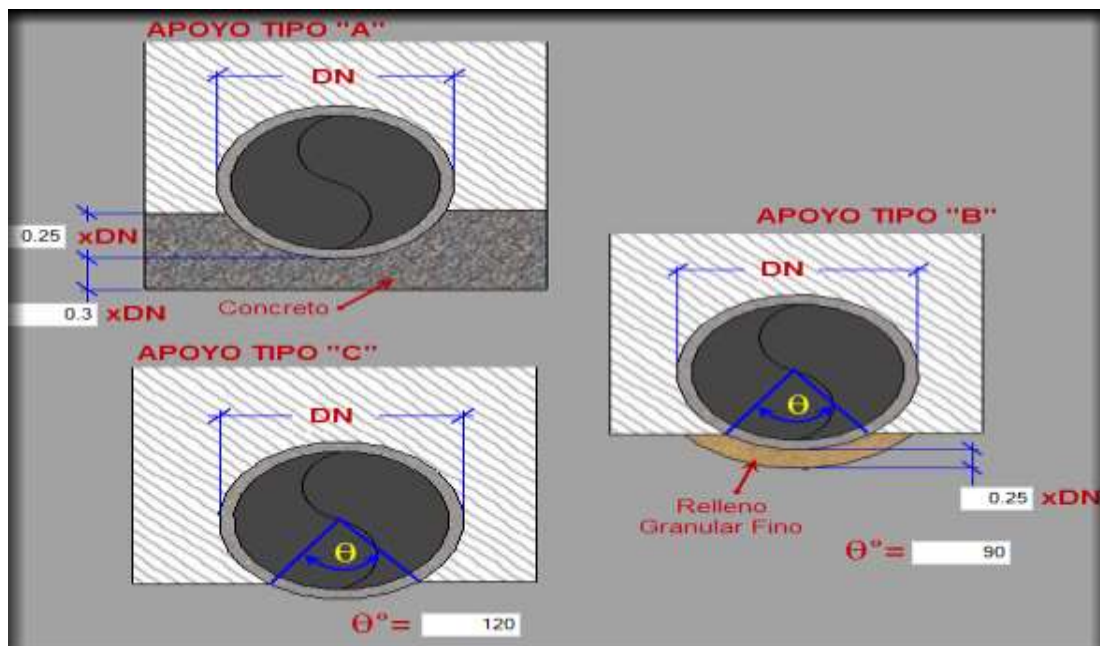 APOYO TIPO "A"
DN
0.25 xDN
0.3 xDN
Concreto
APOYO TIPO "B"
DN
θ
Relleno
Granular Fino
0.25 xDN
θ°= 90
APOYO TIPO "C"
DN
θ
θ°= 120